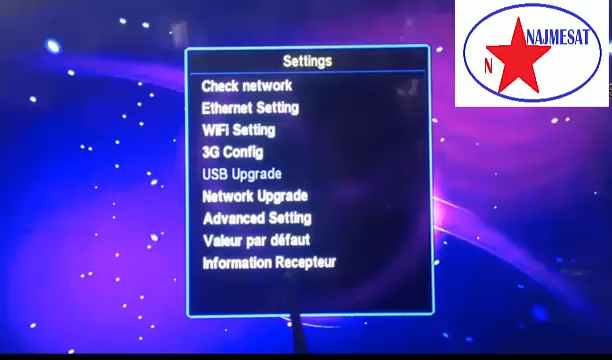 Settings
NAJMESAT
N
Check network
Ethernet Setting
WiFi Setting
3G Config
USB Upgrade
Network Upgrade
Advanced Setting
Valeur par défaut
Information Recepteur